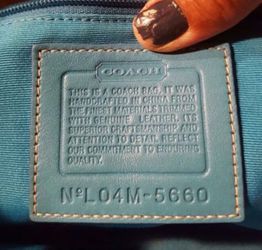 COACH
THIS IS A COACH BAG. IT WAS
HANDCRAFTED IN CHINA FROM
THE FINEST MATERIALS TRIMMED
WITH GENUINE LEATHER. ITS
SUPERIOR CRAFTSMANSHIP AND
ATTENTION TO DETAIL REFLECT
OUR COMMITMENT TO ENDURING
QUALITY.
NºL04M-5660